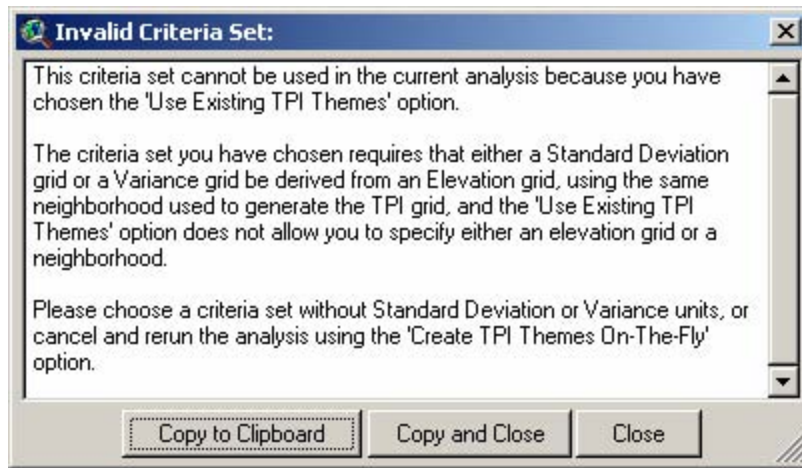 Invalid Criteria Set:
This criteria set cannot be used in the current analysis because you have
chosen the 'Use Existing TPI Themes' option.
The criteria set you have chosen requires that either a Standard Deviation
grid or a Variance grid be derived from an Elevation grid, using the same
neighborhood used to generate the TPI grid, and the 'Use Existing TPI
Themes' option does not allow you to specify either an elevation grid or a
neighborhood.
Please choose a criteria set without Standard Deviation or Variance units, or
cancel and rerun the analysis using the 'Create TPI Themes On-The-Fly'
option.
Copy to Clipboard Copy and Close Close